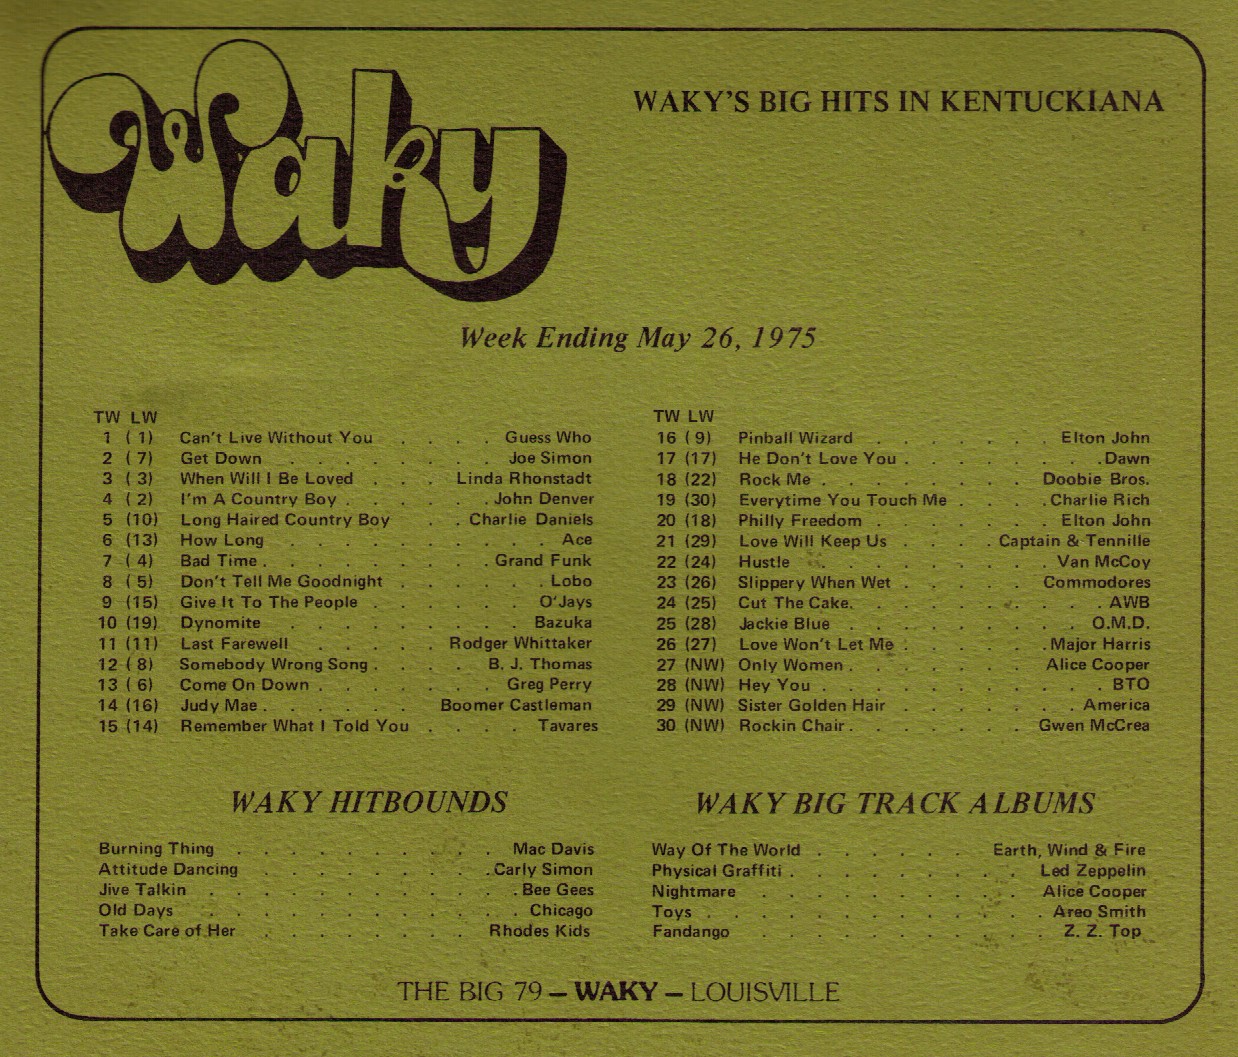 Waky
WAKY'S BIG HITS IN KENTUCKIANA
Week Ending May 26, 1975
TW LW
1 ( 1) Can't Live Without You . . . . Guess Who
2 ( 7) Get Down . . . . . . . . Joe Simon
3 ( 3) When Will I Be Loved . . . Linda Rhonstadt
4 ( 2) I'm A Country Boy . . . . . . John Denver
5 (10) Long Haired Country Boy . . Charlie Daniels
6 (13) How Long . . . . . . . . . . Ace
7 ( 4) Bad Time . . . . . . . . . Grand Funk
8 ( 5) Don't Tell Me Goodnight . . . . . . Lobo
9 (15) Give It To The People . . . . . . O'Jays
10 (19) Dynomite . . . . . . . . . Bazuka
11 (11) Last Farewell . . . . . Rodger Whittaker
12 ( 8) Somebody Wrong Song . . . . . B. J. Thomas
13 ( 6) Come On Down . . . . . . . Greg Perry
14 (16) Judy Mae . . . . . . Boomer Castleman
15 (14) Remember What I Told You . . . . Tavares
TW LW
16 ( 9) Pinball Wizard . . . . . . . Elton John
17 (17) He Don't Love You . . . . . . . . Dawn
18 (22) Rock Me . . . . . . . . Doobie Bros.
19 (30) Everytime You Touch Me . . . . Charlie Rich
20 (18) Philly Freedom . . . . . . . Elton John
21 (29) Love Will Keep Us . . . . Captain & Tennille
22 (24) Hustle . . . . . . . . . . Van McCoy
23 (26) Slippery When Wet . . . . . Commodores
24 (25) Cut The Cake. . . . . . . . . . AWB
25 (28) Jackie Blue . . . . . . . . . O.M.D.
26 (27) Love Won't Let Me . . . . . . Major Harris
27 (NW) Only Women . . . . . . . Alice Cooper
28 (NW) Hey You . . . . . . . . . . . BTO
29 (NW) Sister Golden Hair . . . . . . . America
30 (NW) Rockin Chair . . . . . . . Gwen McCrea
WAKY HITBOUNDS
Burning Thing . . . . . . . . . . . Mac Davis
Attitude Dancing . . . . . . . . . Carly Simon
Jive Talkin . . . . . . . . . . . . Bee Gees
Old Days . . . . . . . . . . . . Chicago
Take Care of Her . . . . . . . . Rhodes Kids
WAKY BIG TRACK ALBUMS
Way Of The World . . . . . . . Earth, Wind & Fire
Physical Graffiti . . . . . . . . . . Led Zeppelin
Nightmare . . . . . . . . . . Alice Cooper
Toys . . . . . . . . . . . . . Areo Smith
Fandango . . . . . . . . . . . Z. Z. Top
THE BIG 79 – WAKY – LOUISVILLE